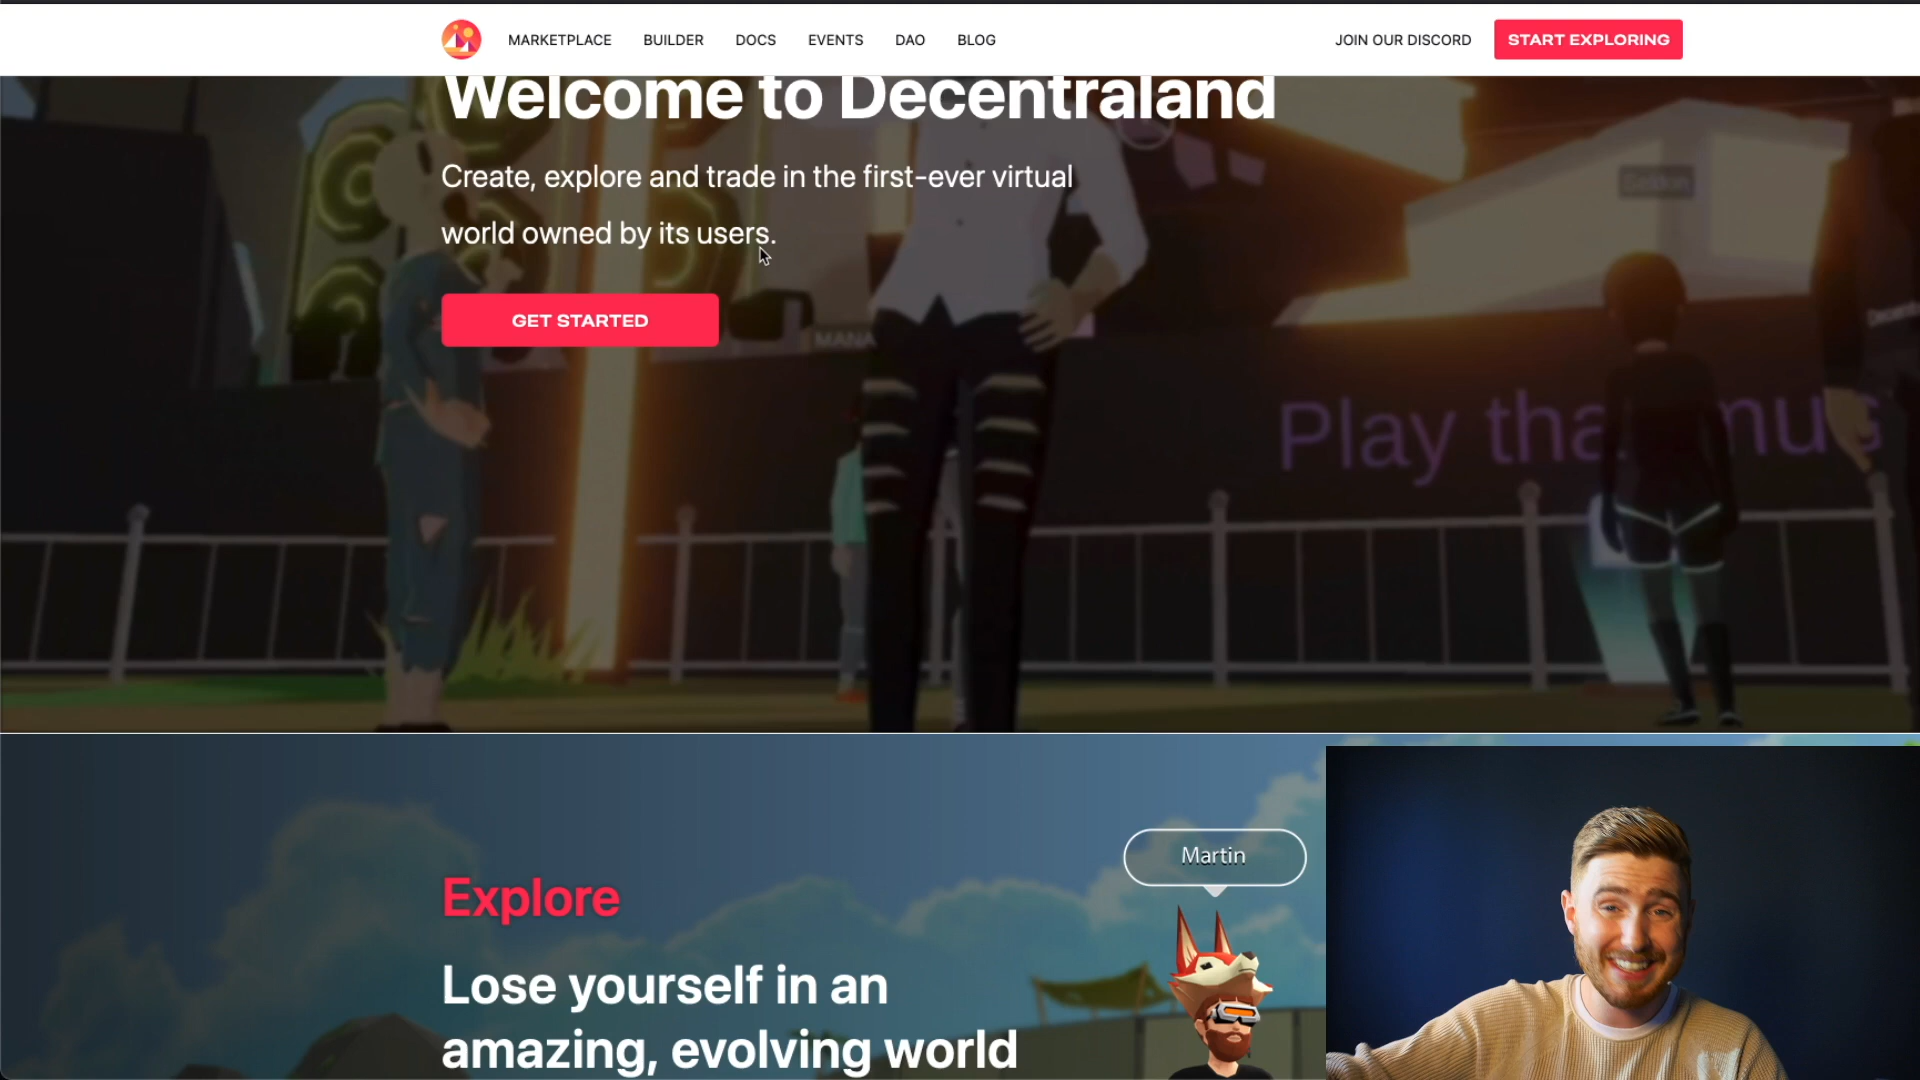 MARKETPLACE BUILDER DOCS EVENTS DAO BLOG JOIN OUR DISCORD START EXPLORING
Welcome to Decentraland
Create, explore and trade in the first-ever virtual
world owned by its users.
GET STARTED
MANA
Play
Martin
Explore
Lose yourself in an
amazing, evolving world